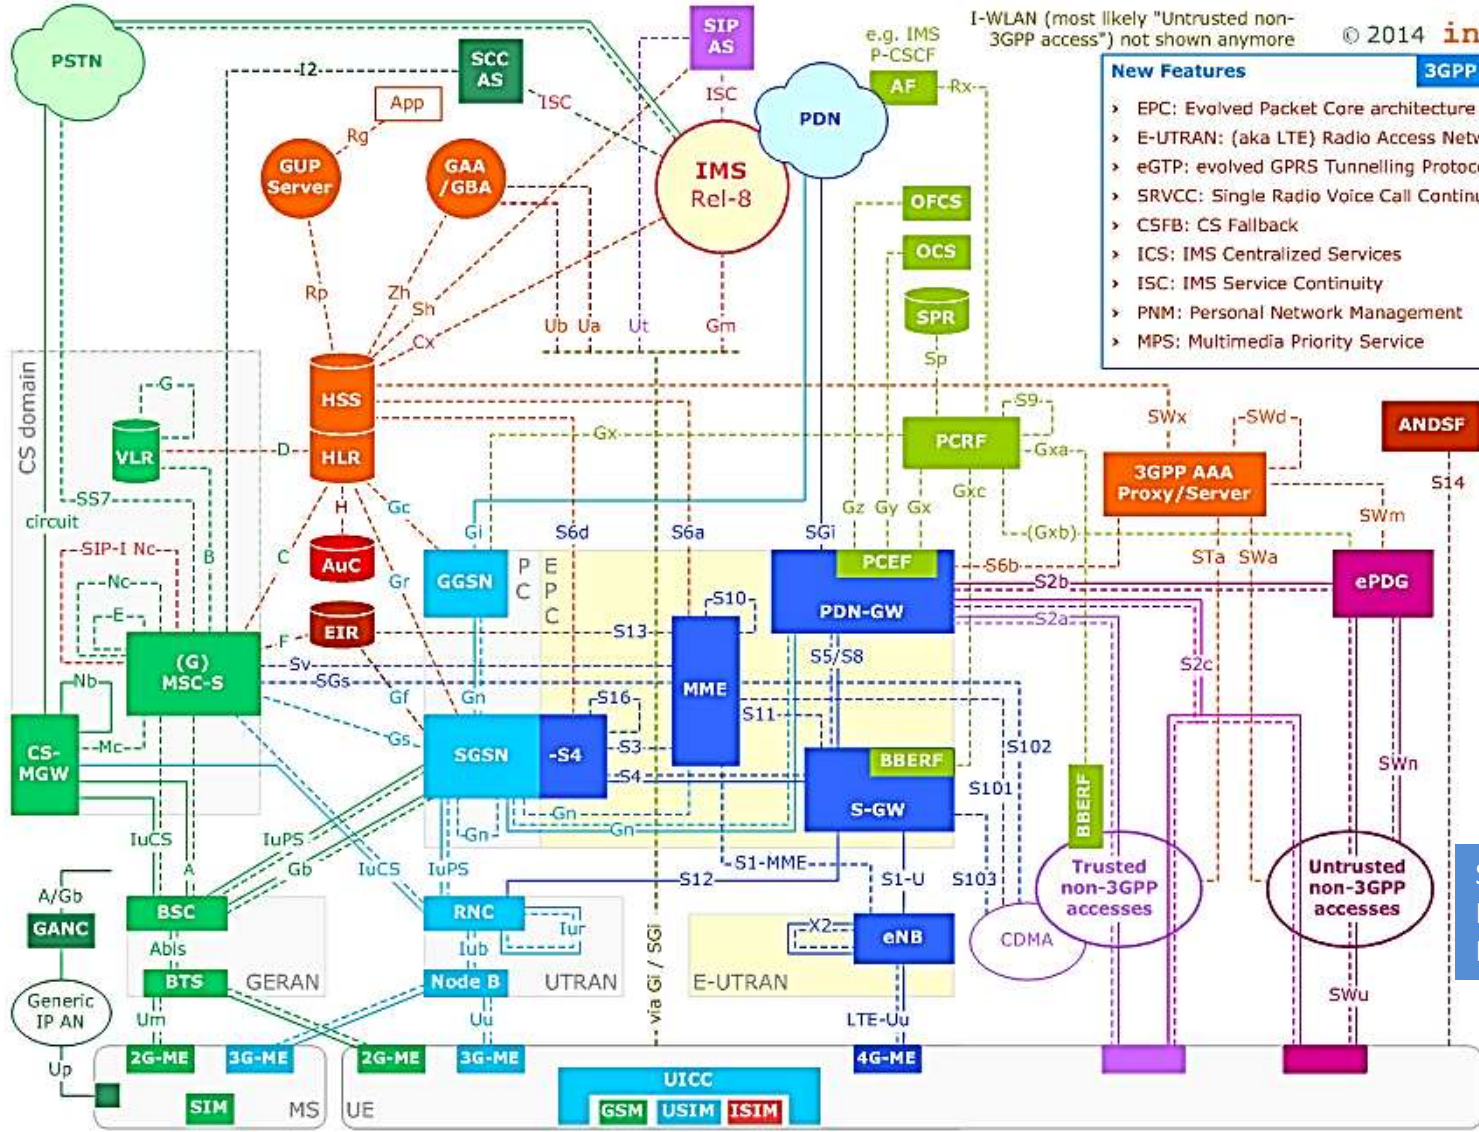 I-WLAN (most likely "Untrusted non-
3GPP access") not shown anymore
© 2014 in
PSTN
SIP
AS
e.g. IMS
P-CSCF
SCC
AS
New Features
3GPP
I2
App
ISC
ISC
PDN
AF
Rx
EPC: Evolved Packet Core architecture
E-UTRAN: (aka LTE) Radio Access Netw
eGTP: evolved GPRS Tunnelling Protoc
SRVCC: Single Radio Voice Call Continu
CSFB: CS Fallback
ICS: IMS Centralized Services
ISC: IMS Service Continuity
PNM: Personal Network Management
MPS: Multimedia Priority Service
Rg
GUP
Server
GAA
/GBA
IMS
Rel-8
OFCS
OCS
SPR
Rp
Zh
Sh
Cx
Ub
Ua
Ut
Gm
Sp
CS domain
G
HSS
HLR
VLR
D
Gx
PCRF
S9
Gxa
SWx
SWd
ANDSF
3GPP AAA
Proxy/Server
S14
SS7
circuit
H
Gc
Gi
S6d
S6a
Gz
Gy
Gx
Gxc
SGi
(Gxb)
SWm
SIP-I Nc
B
C
AuC
Gr
GGSN
PC
EPC
PCEF
PDN-GW
S6b
STa
SWa
ePDG
Nc
E
F
EIR
S13
S10
S2b
S2a
(G)
MSC-S
Sv
SGs
Gf
Gn
MME
S5/S8
S2c
Nb
Mc
Gs
S16
S11
CS-
MGW
SGSN
-S4
S3
S4
BBERF
S-GW
S102
S101
SWn
BBERF
Gn
Gn
Gn
IuCS
IuPS
A
Gb
IuCS
IuPS
S12
S1-MME
S1-U
S103
Trusted
non-3GPP
accesses
Untrusted
non-3GPP
accesses
A/Gb
GANC
BSC
RNC
Iur
X2
eNB
CDMA
Abis
Iub
BTS
GERAN
Node B
UTRAN
via Gi / SGi
E-UTRAN
Generic
IP AN
Um
Uu
LTE-Uu
SWu
Up
2G-ME
3G-ME
2G-ME
3G-ME
4G-ME
UICC
SIM
MS
UE
GSM
USIM
ISIM